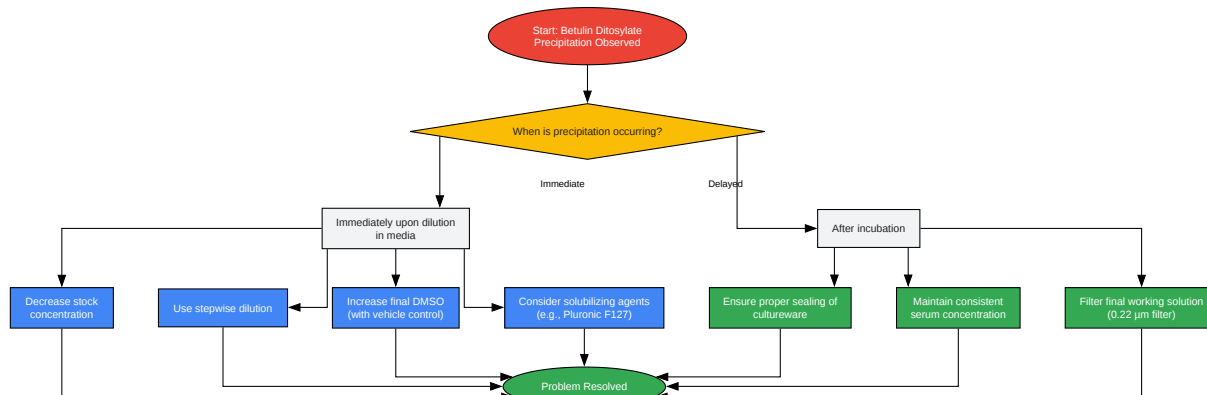 Start: Betulin Ditosylate
Precipitation Observed
When is precipitation occurring?
Immediate
Delayed
Immediately upon dilution
in media
After incubation
Decrease stock
concentration
Use stepwise dilution
Increase final DMSO
(with vehicle control)
Consider solubilizing agents
(e.g., Pluronic F127)
Ensure proper sealing of
cultureware
Maintain consistent
serum concentration
Filter final working solution
(0.22 µm filter)
Problem Resolved